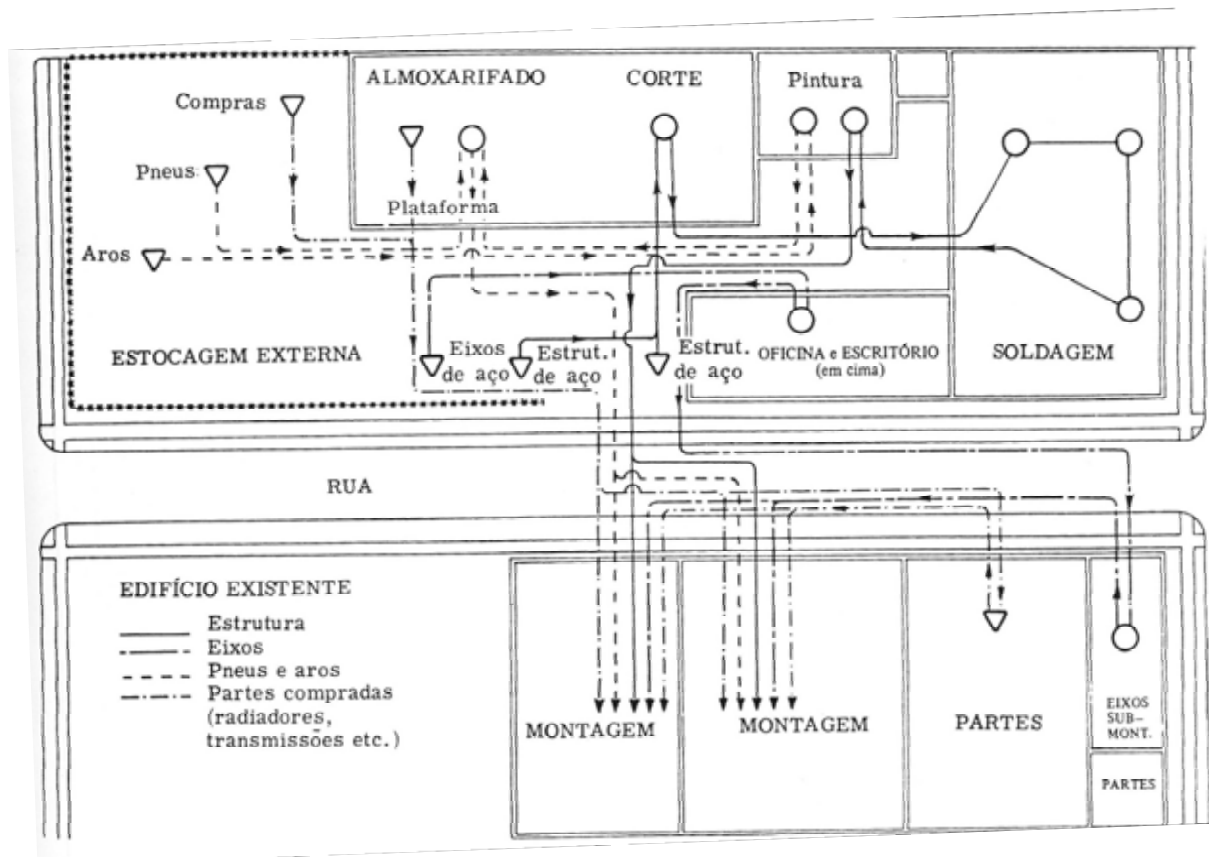 ALMOXARIFADO
CORTE
Pintura
Compras
Pneus
Plataforma
Aros
ESTOCAGEM EXTERNA
Eixos
de aço
Estrut.
de aço
Estrut.
de aço
OFICINA e ESCRITÓRIO
(em cima)
SOLDAGEM
RUA
EDIFÍCIO EXISTENTE
Estrutura
Eixos
Pneus e aros
Partes compradas
(radiadores,
transmissões etc.)
MONTAGEM
MONTAGEM
PARTES
EIXOS
SUB-
MONT.
PARTES